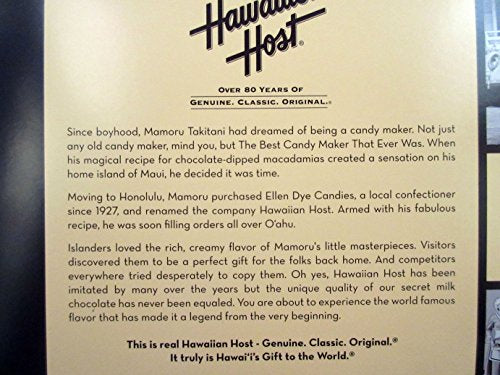 Hawaiian
Host®
OVER 80 YEARS OF
GENUINE. CLASSIC. ORIGINAL.®
Since boyhood, Mamoru Takitani had dreamed of being a candy maker. Not just
any old candy maker, mind you, but The Best Candy Maker That Ever Was. When
his magical recipe for chocolate-dipped macadamias created a sensation on his
home island of Maui, he decided it was time.
Moving to Honolulu, Mamoru purchased Ellen Dye Candies, a local confectioner
since 1927, and renamed the company Hawaiian Host. Armed with his fabulous
recipe, he was soon filling orders all over O'ahu.
Islanders loved the rich, creamy flavor of Mamoru's little masterpieces. Visitors
discovered them to be a perfect gift for the folks back home. And competitors
everywhere tried desperately to copy them. Oh yes, Hawaiian Host has been
imitated by many over the years but the unique quality of our secret milk
chocolate has never been equaled. You are about to experience the world famous
flavor that has made it a legend from the very beginning.
This is real Hawaiian Host - Genuine. Classic. Original.®
It truly is Hawai'i's Gift to the World.®